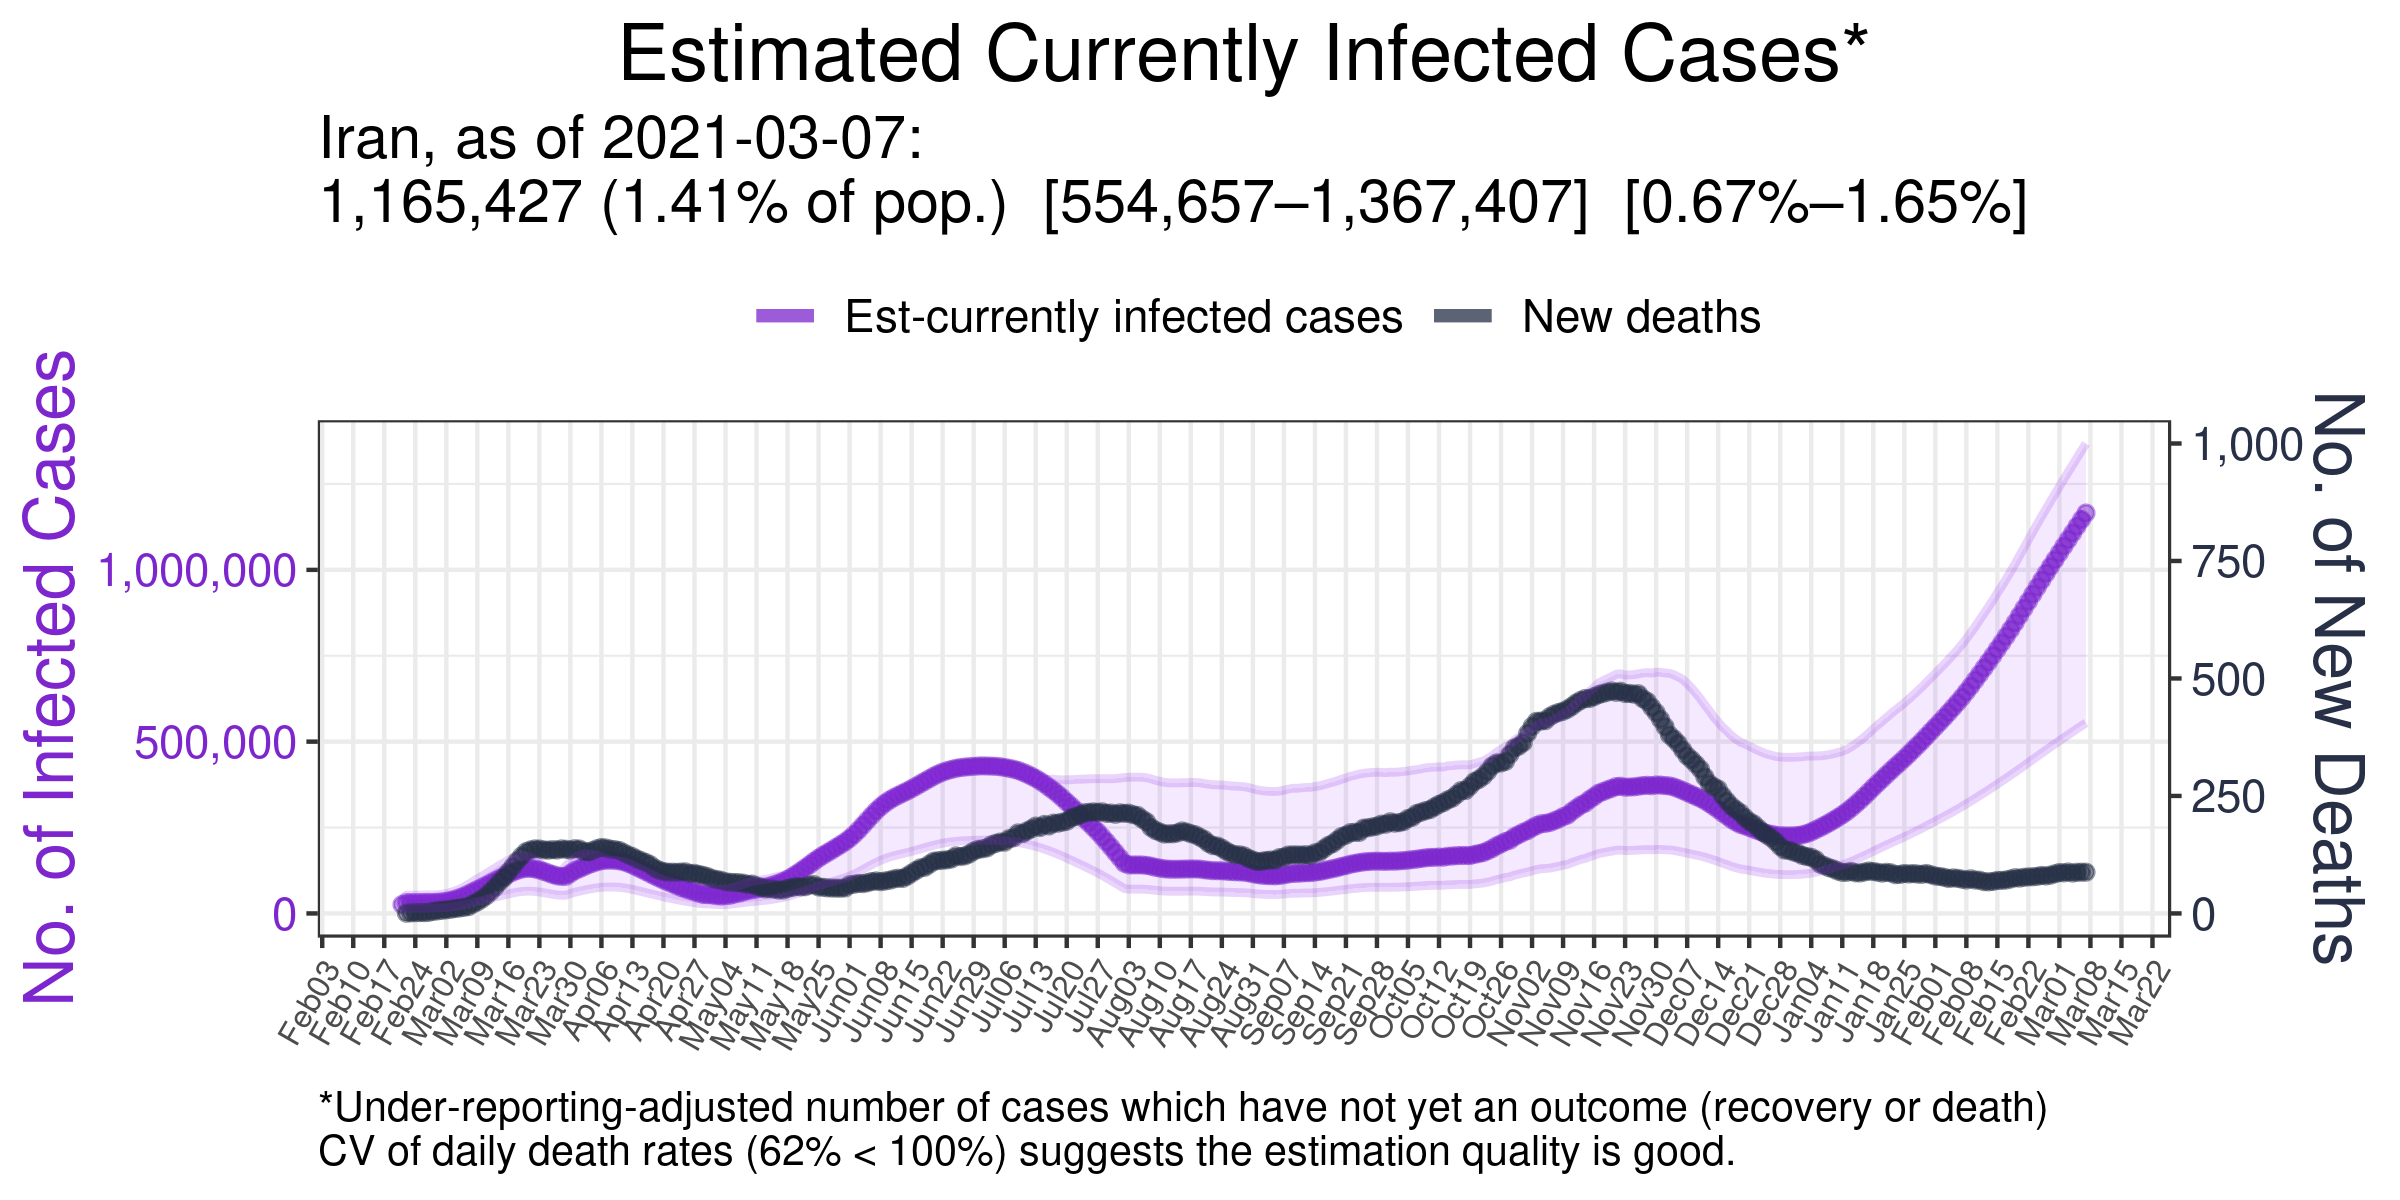 Estimated Currently Infected Cases*
Iran, as of 2021-03-07:
1,165,427 (1.41% of pop.) [554,657–1,367,407] [0.67%–1.65%]
Est-currently infected cases
New deaths
No. of Infected Cases
1,000,000
500,000
0
No. of New Deaths
1,000
750
500
250
0
Feb03
Feb10
Feb17
Feb24
Mar02
Mar09
Mar16
Mar23
Mar30
Apr06
Apr13
Apr20
Apr27
May04
May11
May18
May25
Jun01
Jun08
Jun15
Jun22
Jun29
Jul06
Jul13
Jul20
Jul27
Aug03
Aug10
Aug17
Aug24
Aug31
Sep07
Sep14
Sep21
Sep28
Oct05
Oct12
Oct19
Oct26
Nov02
Nov09
Nov16
Nov23
Nov30
Dec07
Dec14
Dec21
Dec28
Jan04
Jan11
Jan18
Jan25
Feb01
Feb08
Feb15
Feb22
Mar01
Mar08
Mar15
Mar22
*Under-reporting-adjusted number of cases which have not yet an outcome (recovery or death)
CV of daily death rates (62% < 100%) suggests the estimation quality is good.